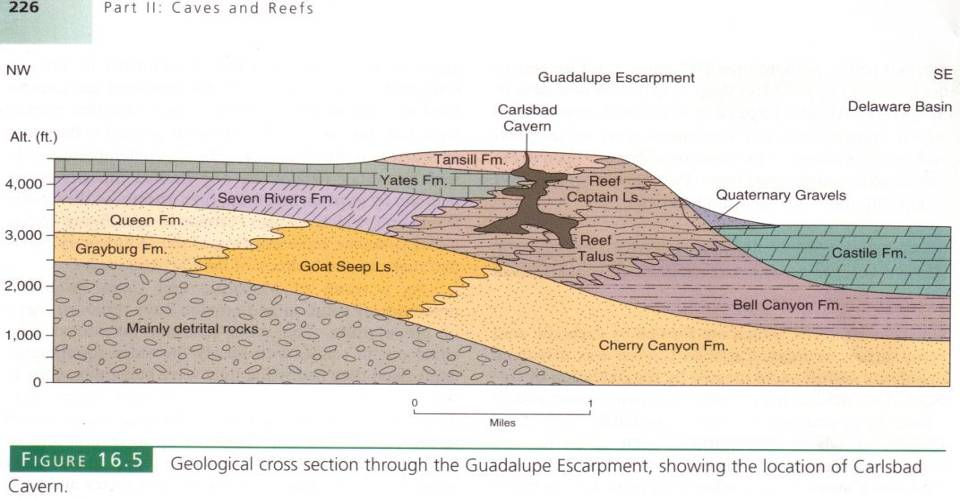 226
Part II: Caves and Reefs
NW
SE
Guadalupe Escarpment
Delaware Basin
Carlsbad
Cavern
Alt. (ft.)
Tansill Fm.
Yates Fm.
Reef
Captain Ls.
4,000
Seven Rivers Fm.
Quaternary Gravels
Queen Fm.
3,000
Grayburg Fm.
Reef
Talus
Castile Fm.
Goat Seep Ls.
2,000
Bell Canyon Fm.
Mainly detrital rocks
1,000
Cherry Canyon Fm.
0
0
1
Miles
FIGURE 16.5 Geological cross section through the Guadalupe Escarpment, showing the location of Carlsbad
Cavern.